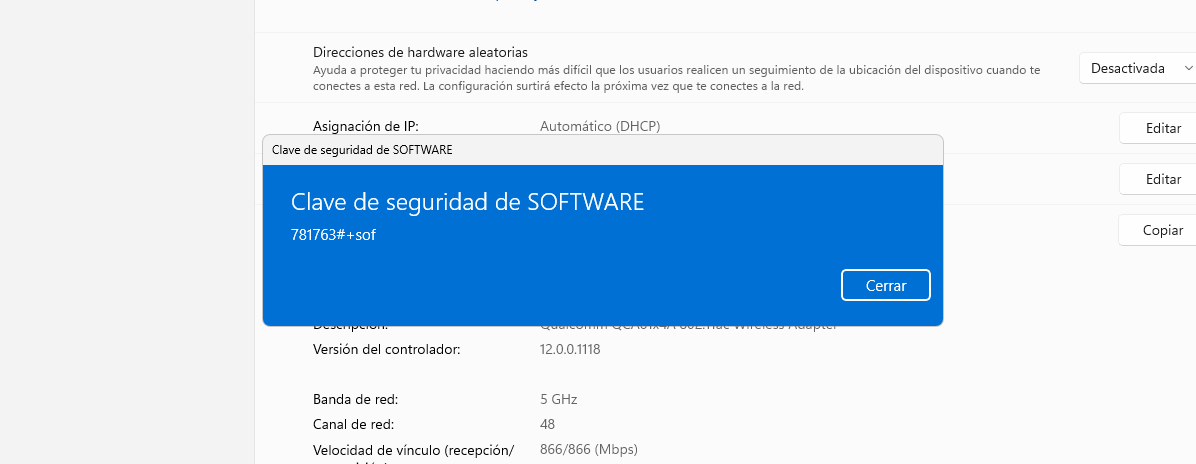 Direcciones de hardware aleatorias
Ayuda a proteger tu privacidad haciendo más difícil que los usuarios realicen un seguimiento de la ubicación del dispositivo cuando te
conectes a esta red. La configuración surtirá efecto la próxima vez que te conectes a la red.
Desactivada
Asignación de IP:
Automático (DHCP)
Editar
Clave de seguridad de SOFTWARE
Editar
Clave de seguridad de SOFTWARE
781763#+sof
Copiar
Cerrar
Descripción:
Wireless Adapter
Versión del controlador:
12.0.0.1118
Banda de red:
5 GHz
Canal de red:
48
Velocidad de vínculo (recepción/
866/866 (Mbps)